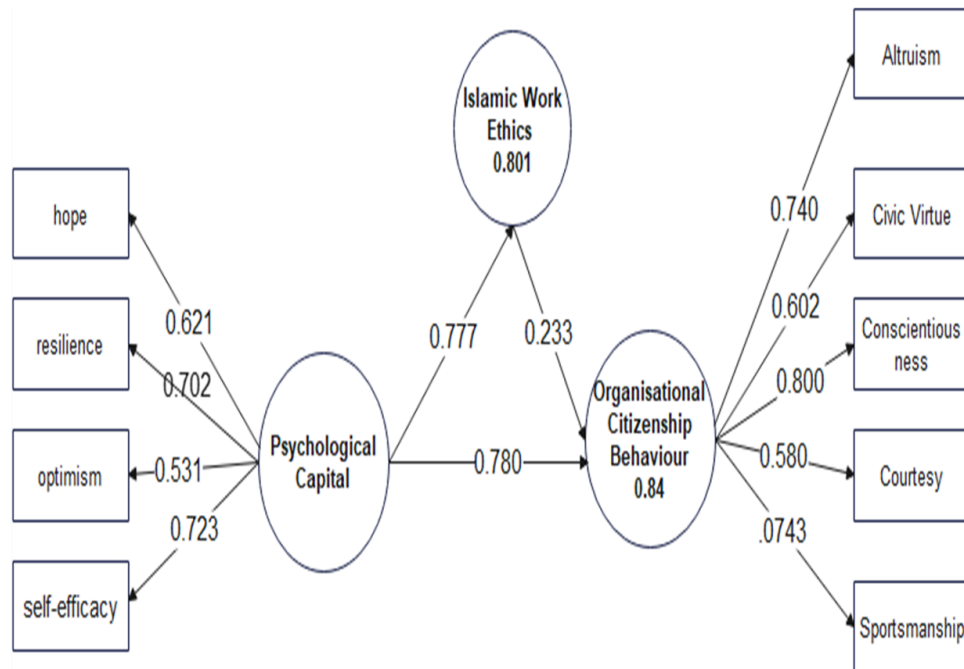 hope
resilience
optimism
self-efficacy
0.621
0.702
0.531
0.723
Psychological
Capital
0.777
0.780
Islamic Work
Ethics
0.801
0.233
Organisational
Citizenship
Behaviour
0.84
0.740
0.602
0.800
0.580
.0743
Altruism
Civic Virtue
Conscientious
ness
Courtesy
Sportsmanship